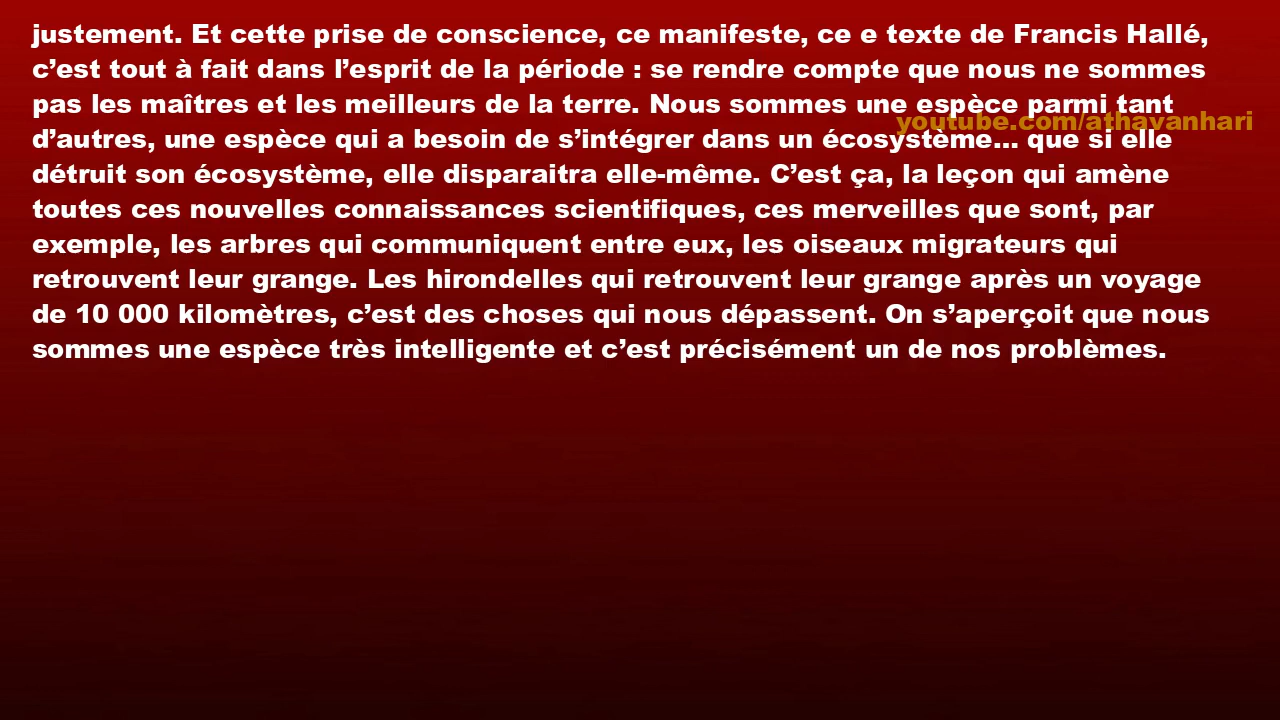 justement. Et cette prise de conscience, ce manifeste, ce e texte de Francis Hallé,
c’est tout à fait dans l’esprit de la période : se rendre compte que nous ne sommes
pas les maîtres et les meilleurs de la terre. Nous sommes une espèce parmi tant
youtube.com/athavanhari
d’autres, une espèce qui a besoin de s’intégrer dans un écosystème... que si elle
détruit son écosystème, elle disparaitra elle-même. C’est ça, la leçon qui amène
toutes ces nouvelles connaissances scientifiques, ces merveilles que sont, par
exemple, les arbres qui communiquent entre eux, les oiseaux migrateurs qui
retrouvent leur grange. Les hirondelles qui retrouvent leur grange après un voyage
de 10 000 kilomètres, c’est des choses qui nous dépassent. On s’aperçoit que nous
sommes une espèce très intelligente et c’est précisément un de nos problèmes.